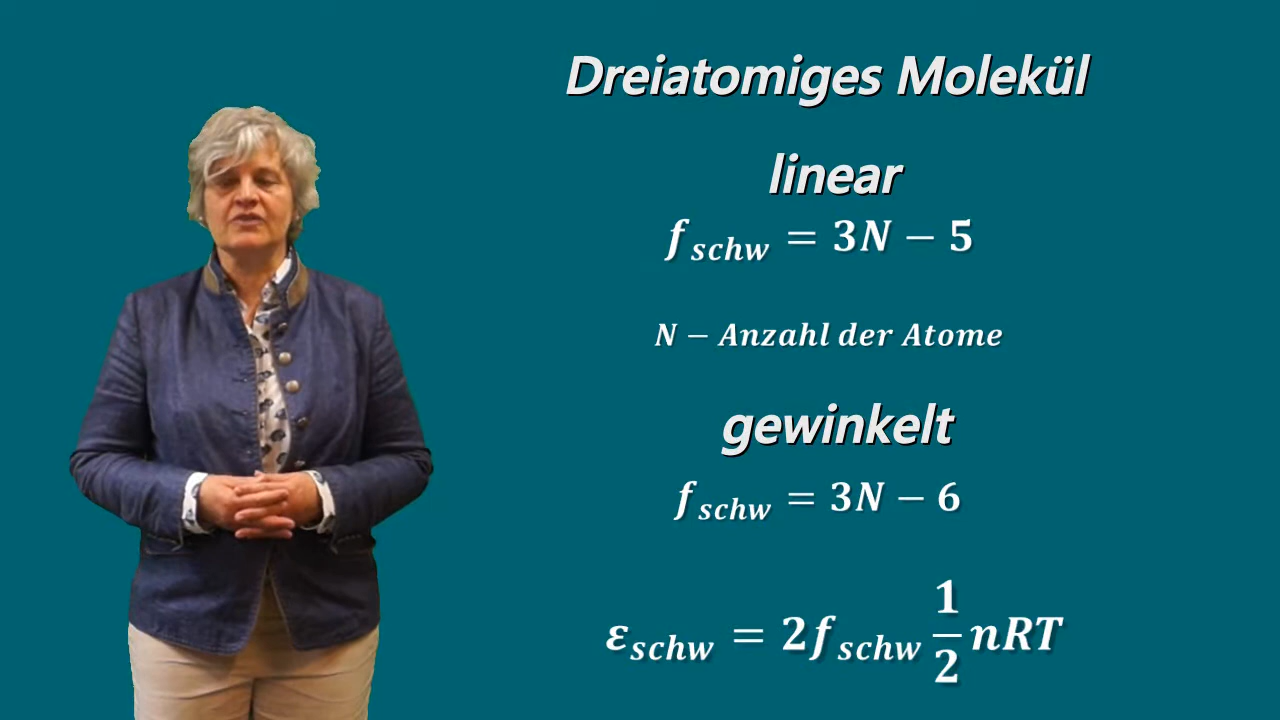 Dreiatomiges Molekül
linear
f_schw = 3N − 5
N − Anzahl der Atome
gewinkelt
f_schw = 3N − 6
ε_schw = 2f_schw 1/2 nRT